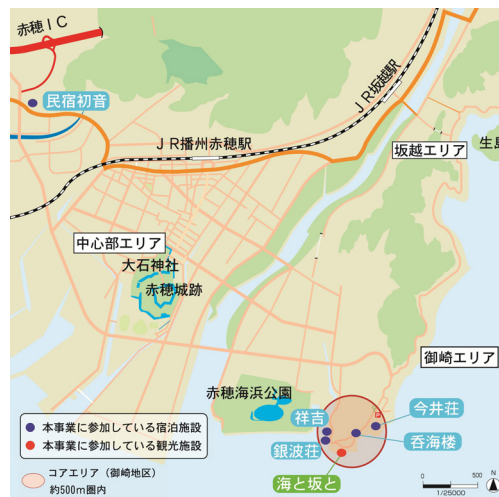 赤穂ＩＣ
民宿初音
ＪＲ坂越駅
ＪＲ播州赤穂駅
坂越エリア
生島
中心部エリア
大石神社
赤穂城跡
御崎エリア
赤穂海浜公園
祥吉
今井荘
呑海楼
銀波荘
海と坂と
本事業に参加している宿泊施設
本事業に参加している観光施設
コアエリア（御崎地区）
約500m圏内
0 500
1/25000
N